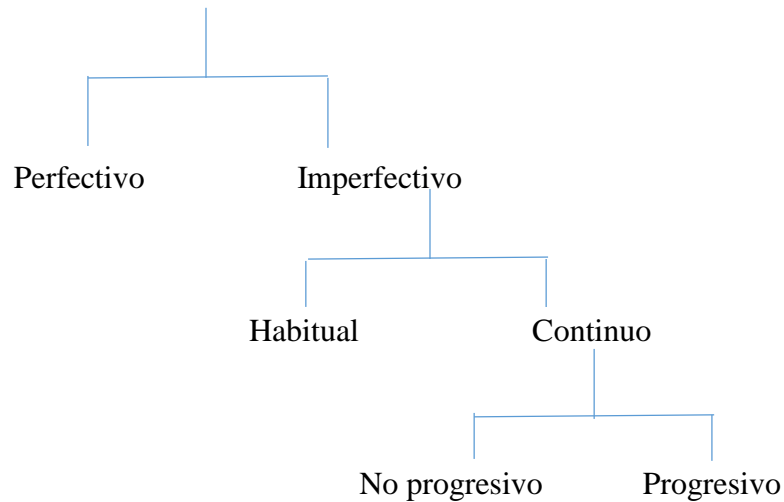 Perfectivo Imperfectivo
Habitual Continuo
No progresivo Progresivo